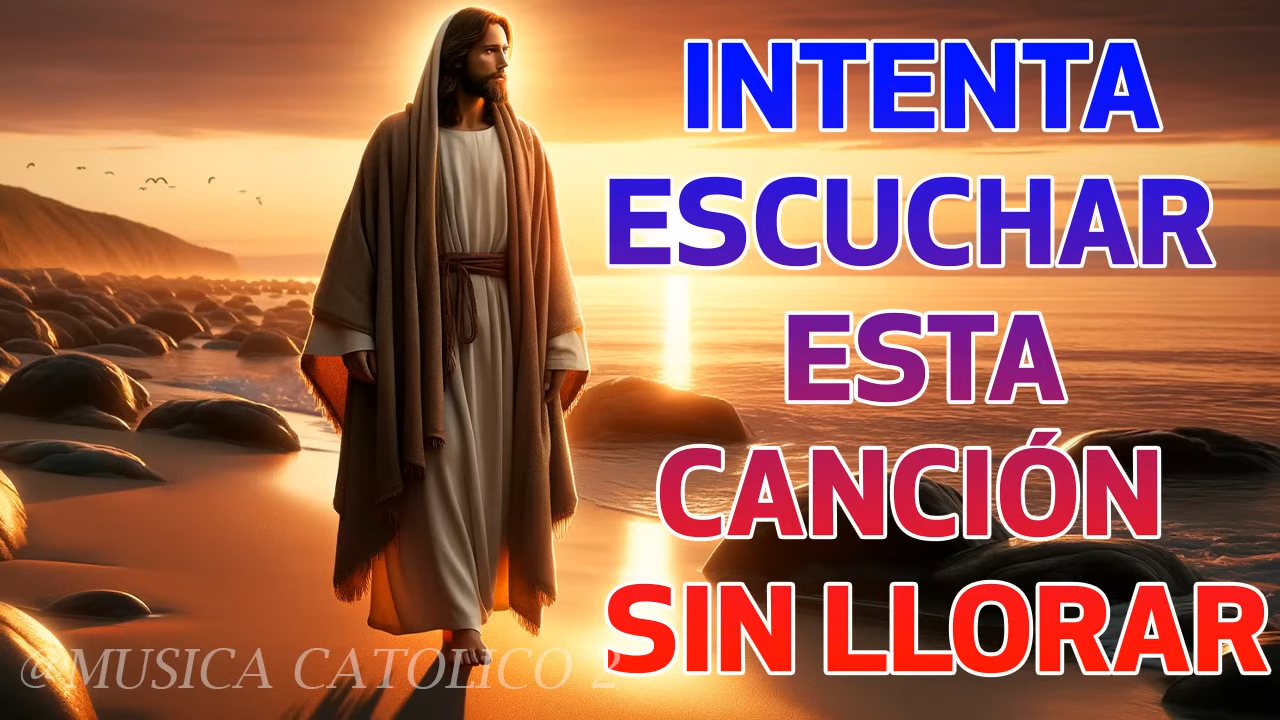 INTENTA
ESCUCHAR
ESTA
CANCIÓN
SIN LLORAR
@MUSICA CATOLICO 2